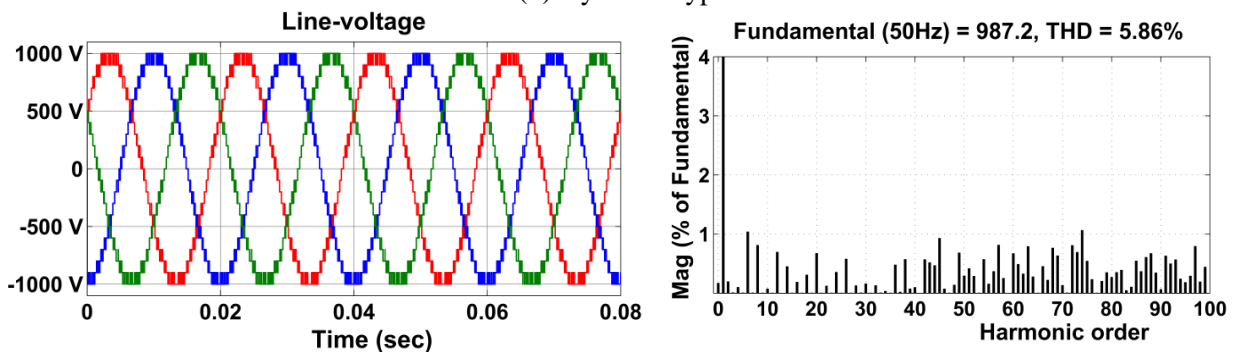 Line-voltage
1000 V
500 V
0
-500 V
-1000 V
0 0.02 0.04 0.06 0.08
Time (sec)
Fundamental (50Hz) = 987.2, THD = 5.86%
Mag (% of Fundamental)
4
3
2
1
0 10 20 30 40 50 60 70 80 90 100
Harmonic order